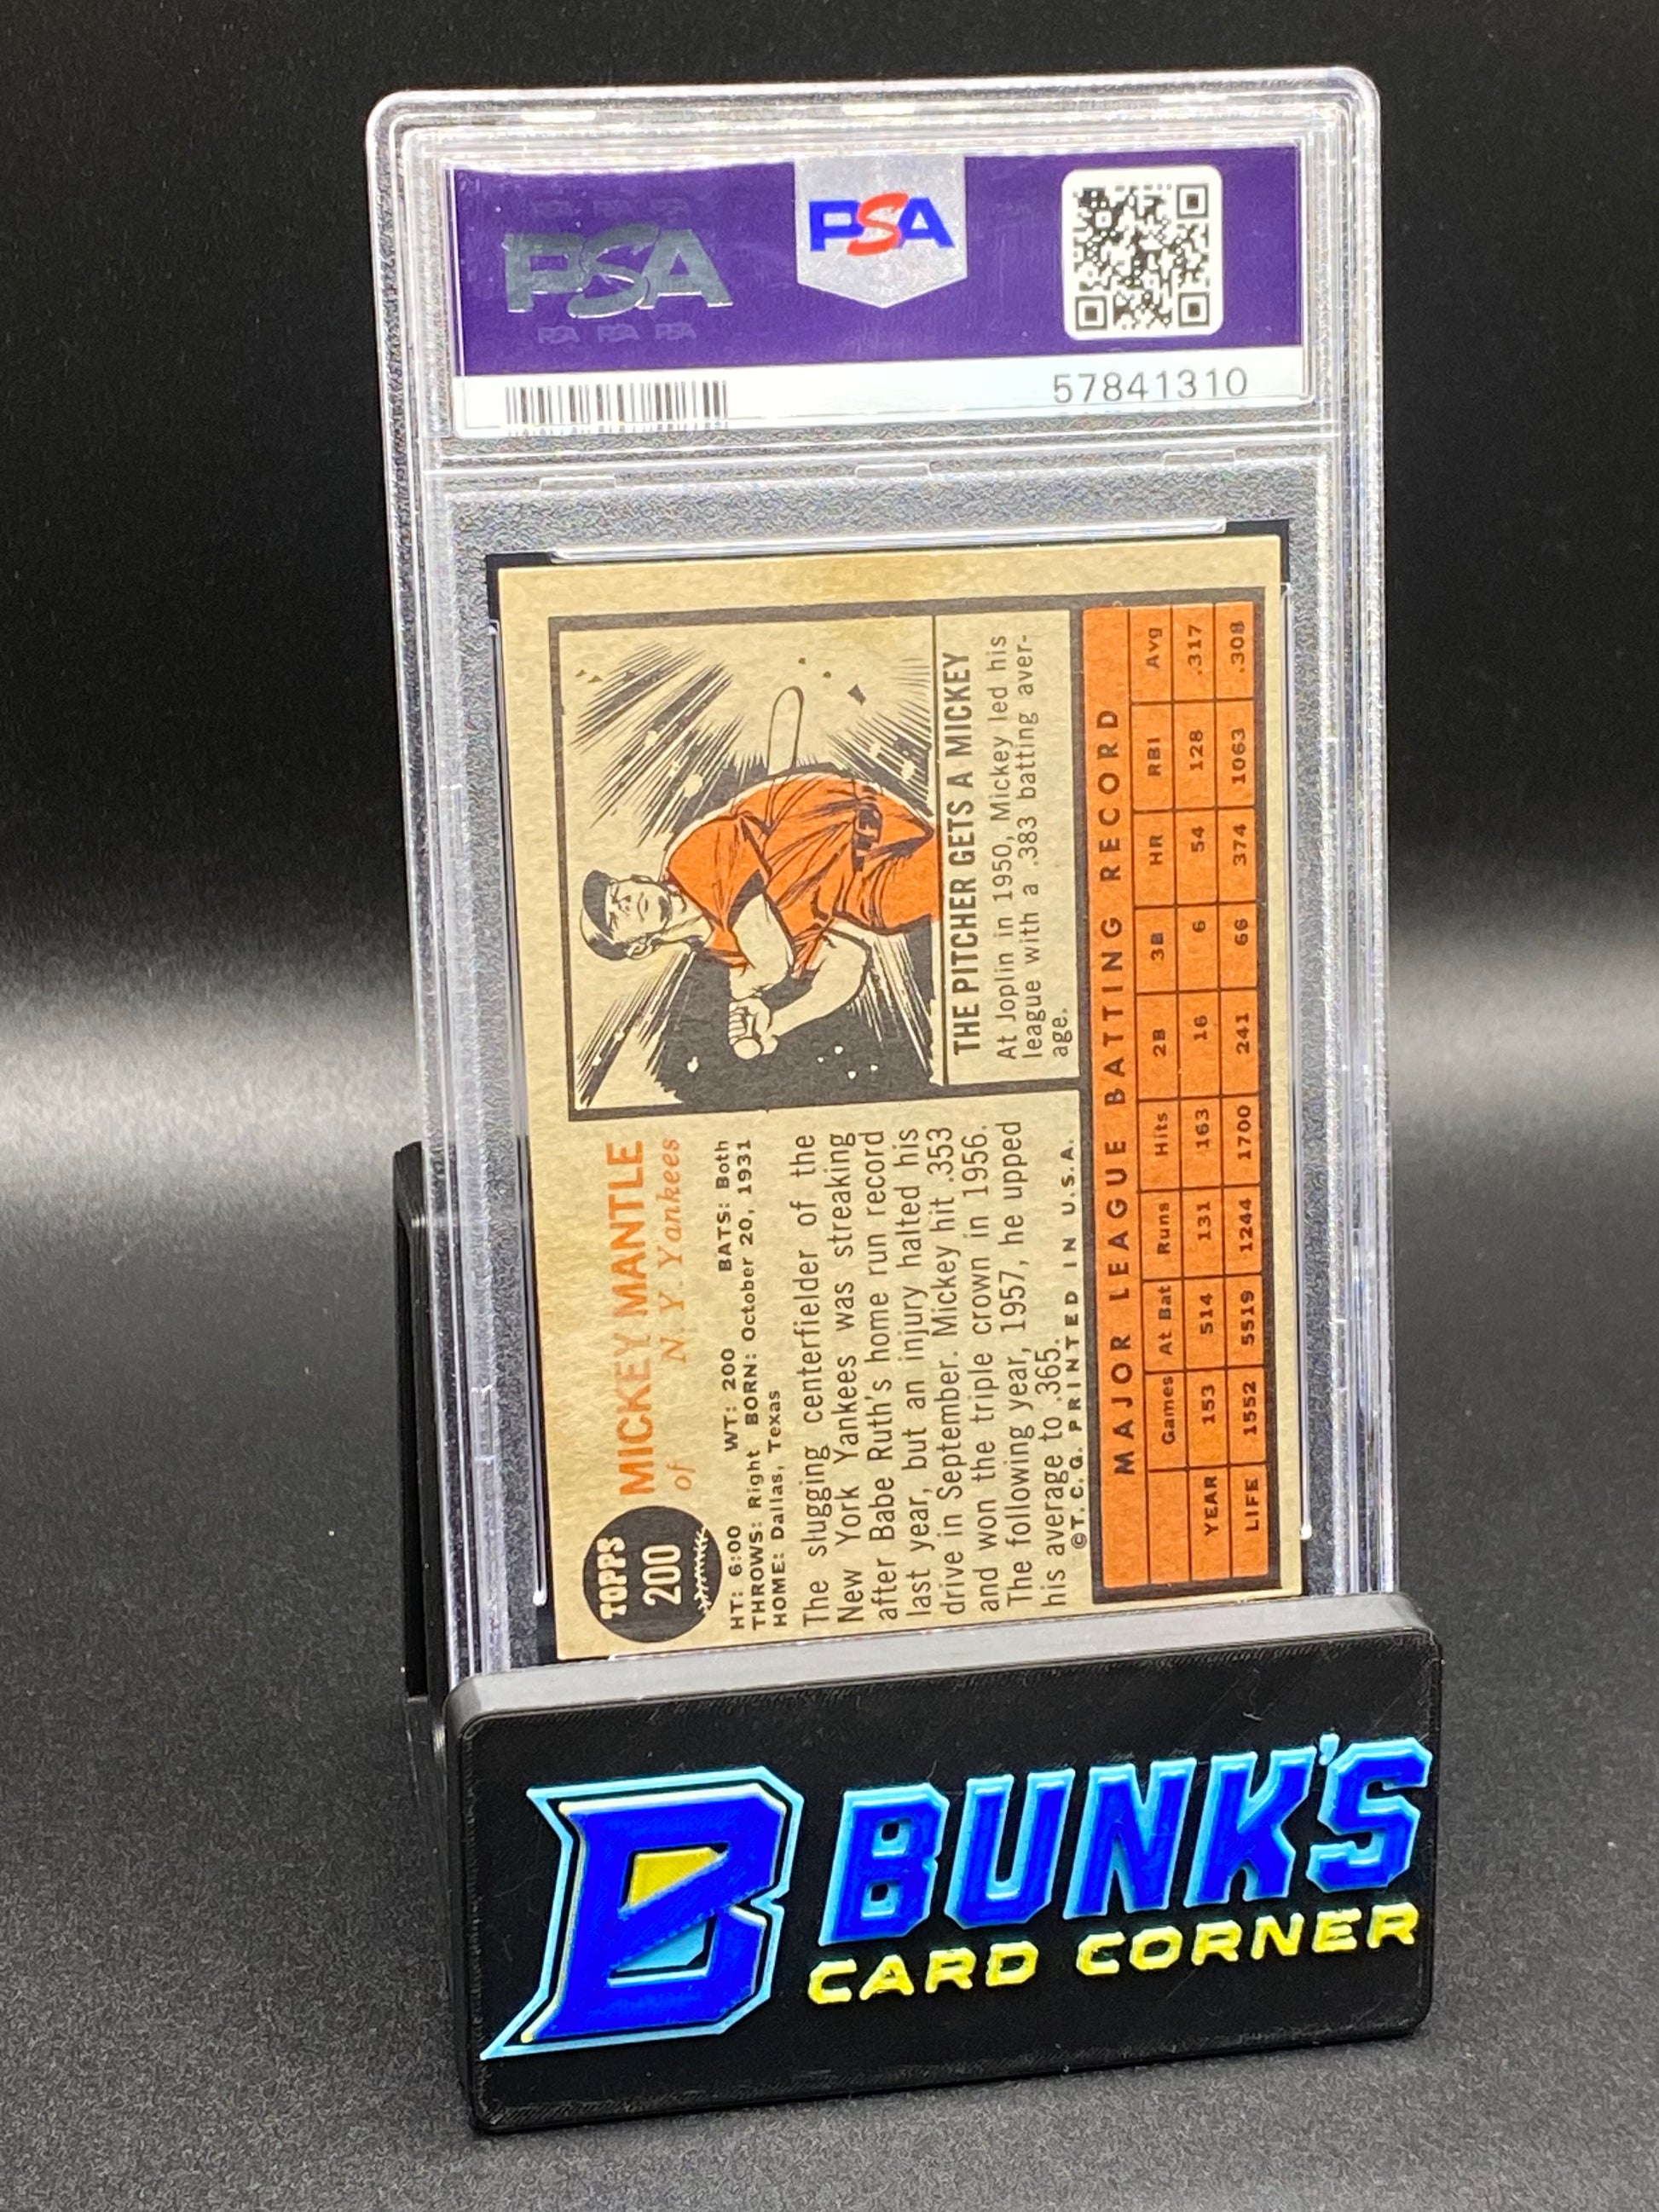 PSA PSA PSA
PSA
PSA PSA PSA
PSA
57841310
TOPPS
200
MICKEY MANTLE
of N. Y. Yankees
HT: 6:00 WT: 200 BATS: Both
THROWS: Right BORN: October 20, 1931
HOME: Dallas, Texas
The slugging centerfielder of the
New York Yankees was streaking
after Babe Ruth's home run record
last year, but an injury halted his
drive in September. Mickey hit .353
and won the triple crown in 1956.
The following year, 1957, he upped
his average to .365.
©T.C.G. PRINTED IN U.S.A.
THE PITCHER GETS A MICKEY
At Joplin in 1950, Mickey led his
league with a .383 batting aver-
age.
MAJOR LEAGUE BATTING RECORD
Games At Bat Runs Hits 2B 3B HR RBI Avg
YEAR 153 514 131 163 16 6 54 128 .317
LIFE 1552 5519 1244 1700 241 66 374 1063 .308
B BUNK'S
CARD CORNER